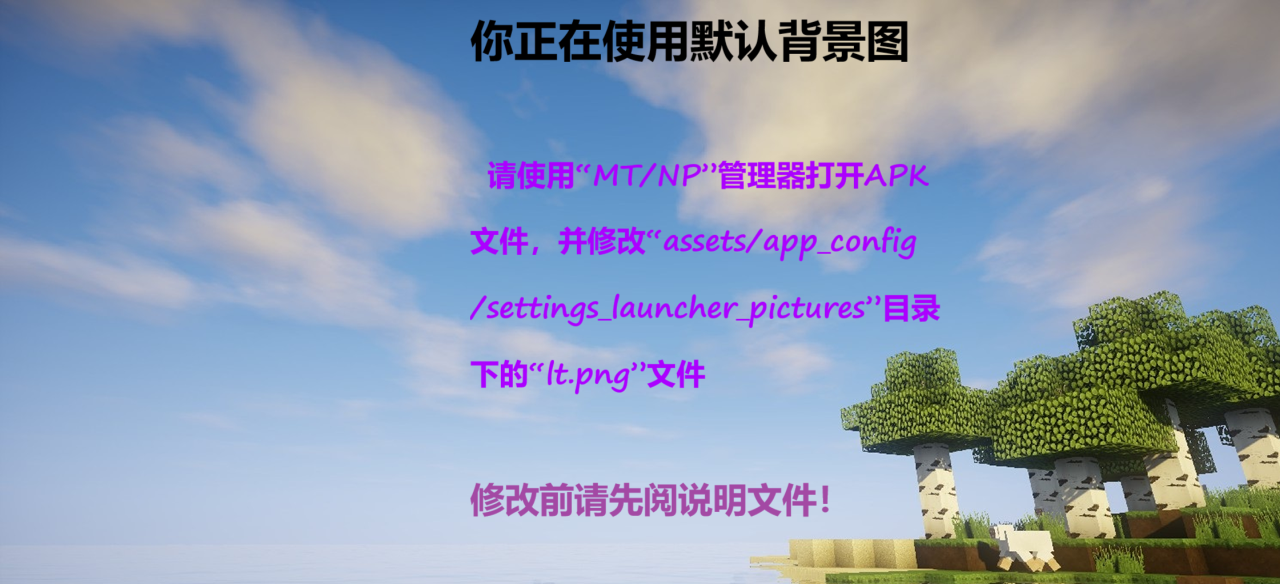 你正在使用默认背景图
请使用“MT/NP”管理器打开APK
文件，并修改“assets/app_config
/settings_launcher_pictures”目录
下的“lt.png”文件
修改前请先阅说明文件！